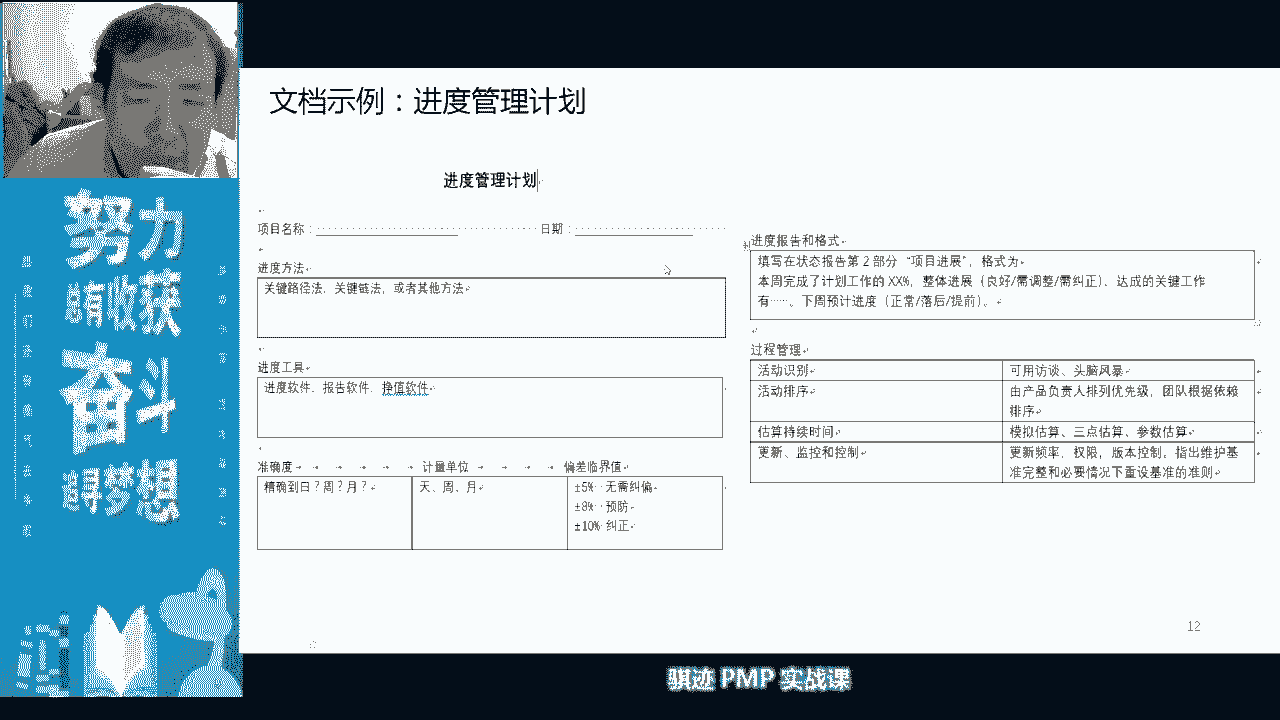 文档示例：进度管理计划
进度管理计划
项目名称： 日期：
进度方法
关键路径法、关键链法，或者其他方法
进度工具
进度软件、报告软件、挣值软件
准确度 计量单位 偏差临界值
精确到日？周？月？
天、周、月
±5% 无需纠偏
±8% 预防
±10% 纠正
进度报告和格式
填写在状态报告第 2 部分 “项目进展”，格式为
本周完成了计划工作的 XX%，整体进展（良好/需调整/需纠正）、达成的关键工作
有……。下周预计进度（正常/落后/提前）。
过程管理
活动识别 可用访谈、头脑风暴
活动排序 由产品负责人排列优先级，团队根据依赖
排序
估算持续时间 模拟估算、三点估算、参数估算
更新、监控和控制 更新频率，权限，版本控制。指出维护基
准完整和必要情况下重设基准的准则
12
努力
总有收获
奋斗
总得梦想
骐迹 PMP 实战课